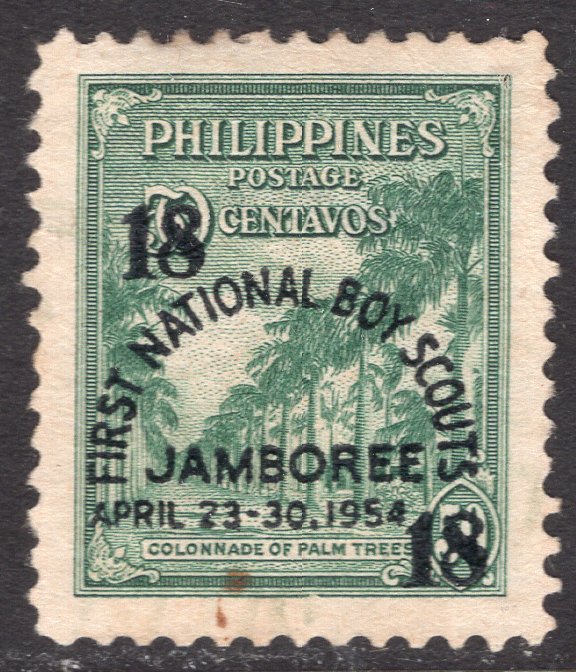 PHILIPPINES
POSTAGE
18 CENTAVOS
FIRST NATIONAL BOY SCOUTS
JAMBOREE
APRIL 23-30, 1954
18
COLONNADE OF PALM TREES